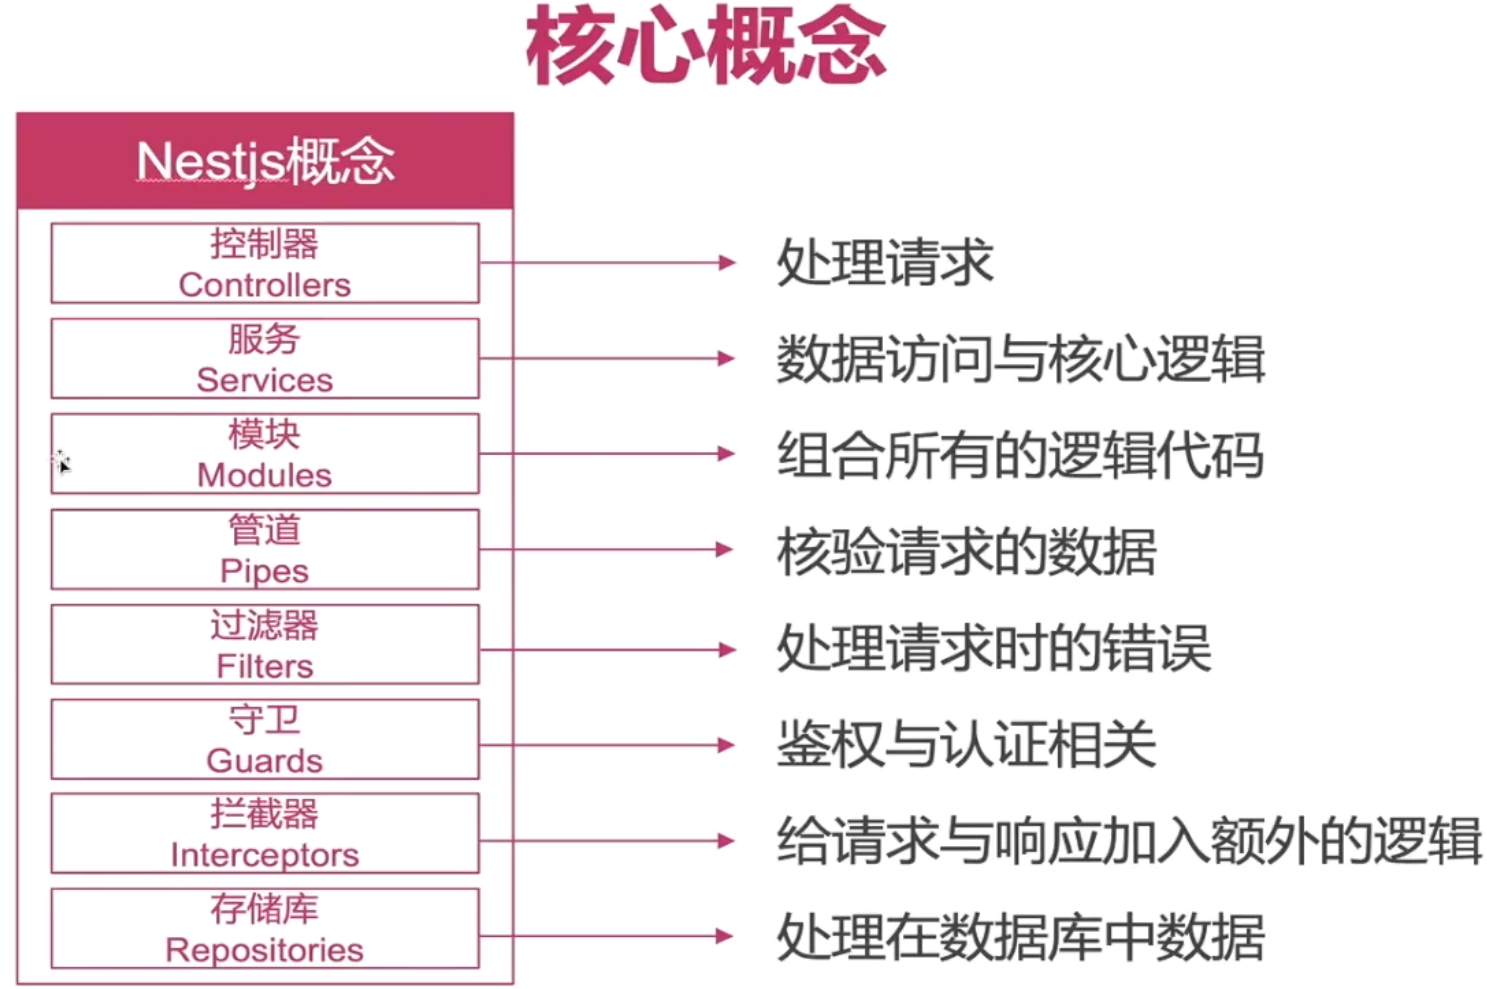 核心概念
Nestjs概念
控制器
Controllers
处理请求
服务
Services
数据访问与核心逻辑
模块
Modules
组合所有的逻辑代码
管道
Pipes
核验请求的数据
过滤器
Filters
处理请求时的错误
守卫
Guards
鉴权与认证相关
拦截器
Interceptors
给请求与响应加入额外的逻辑
存储库
Repositories
处理在数据库中数据